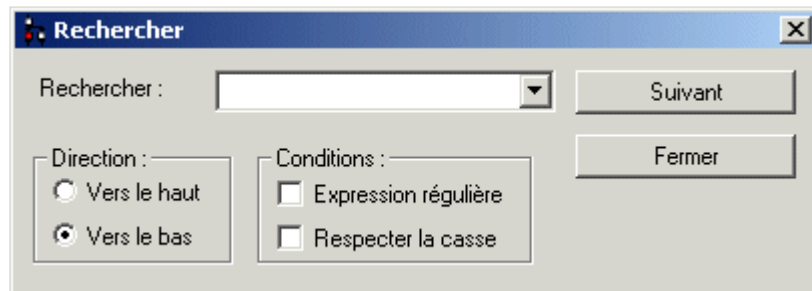 Rechercher
Rechercher :
Suivant
Fermer
Direction :
Vers le haut
Vers le bas
Conditions :
Expression régulière
Respecter la casse